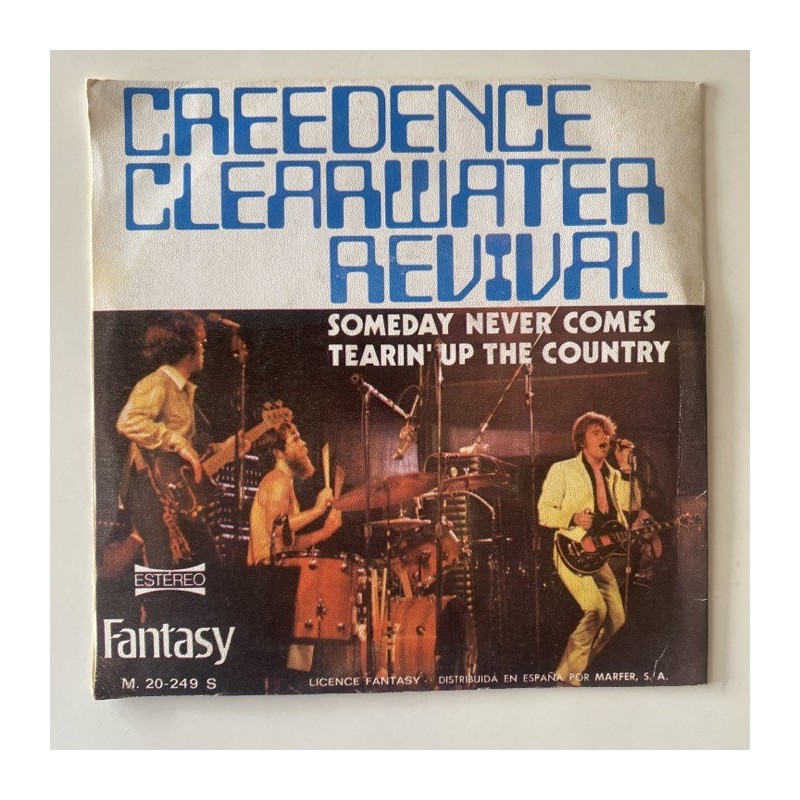 CREEDENCE
CLEARWATER
REVIVAL
SOMEDAY NEVER COMES
TEARIN' UP THE COUNTRY
ESTÉREO
Fantasy
M. 20-249 S
LICENCE FANTASY - DISTRIBUIDA EN ESPAÑA POR MARFER, S. A.